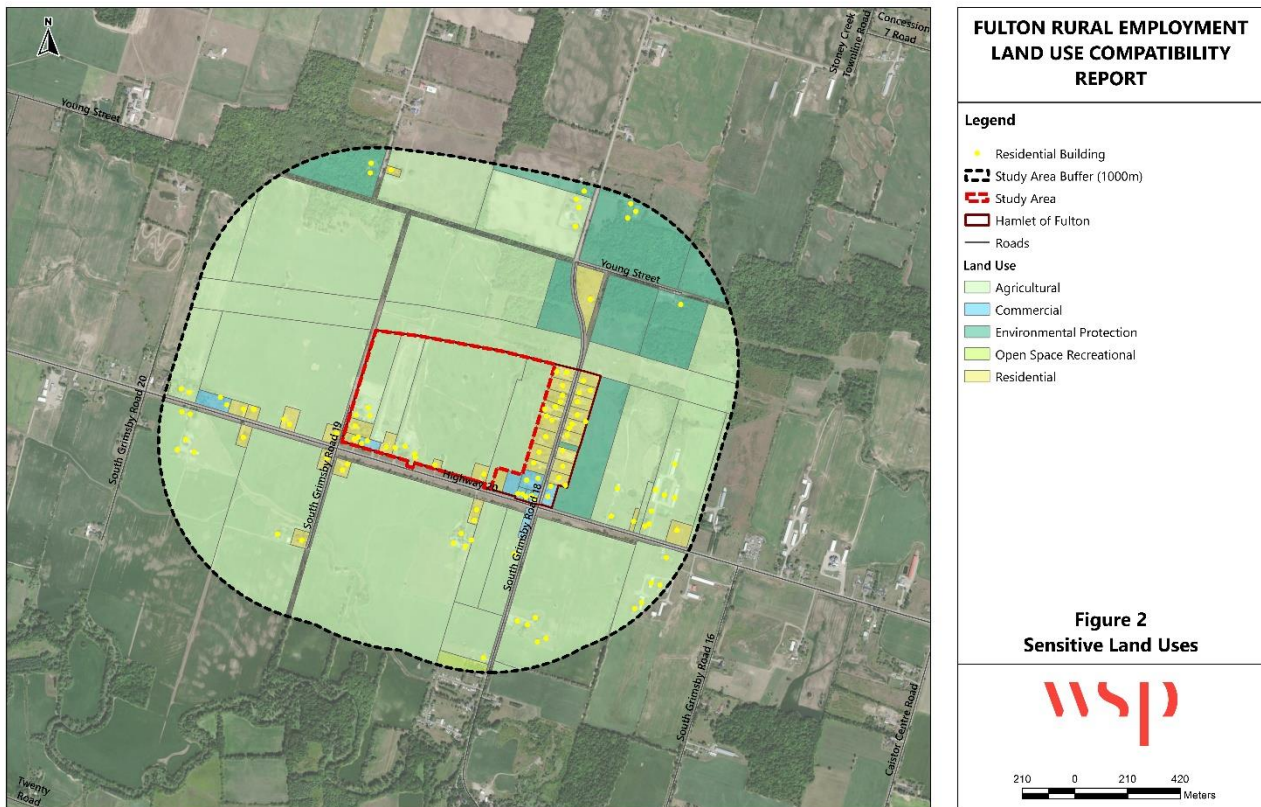 N
Concession
7 Road
Stoney Creek
Townline Road
Young Street
Young Street
South Grimsby Road 20
South Grimsby Road 19
Highway 20
South Grimsby Road 18
South Grimsby Road 16
Caistor Centre Road
Twenty
Road
FULTON RURAL EMPLOYMENT
LAND USE COMPATIBILITY
REPORT
Legend
Residential Building
Study Area Buffer (1000m)
Study Area
Hamlet of Fulton
Roads
Land Use
Agricultural
Commercial
Environmental Protection
Open Space Recreational
Residential
Figure 2
Sensitive Land Uses
wsp
210 0 210 420
Meters